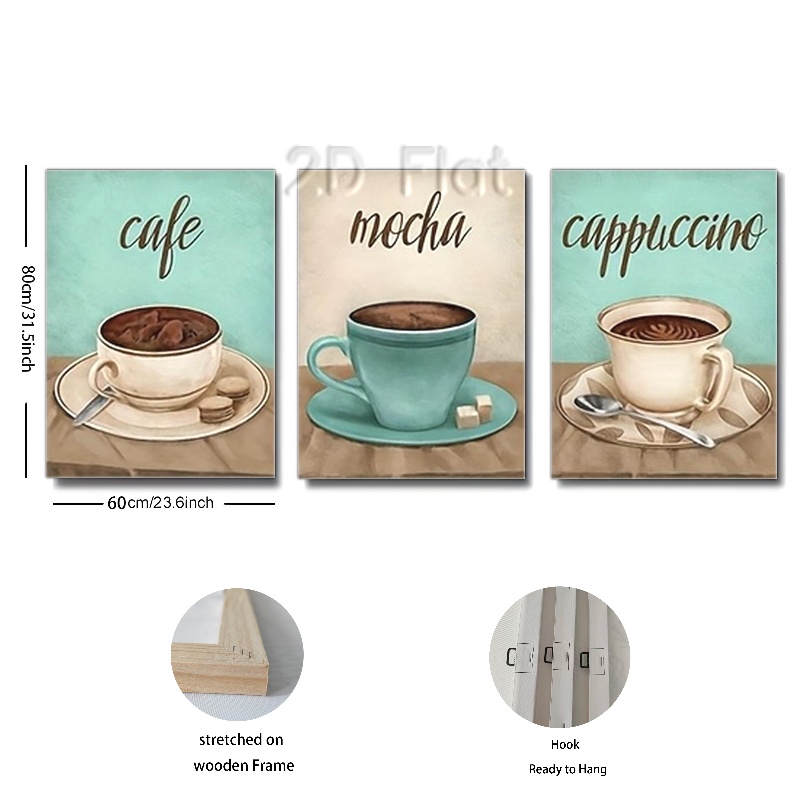 2D Flat
cafe
mocha
cappuccino
80cm/31.5inch
60cm/23.6inch
stretched on
wooden Frame
Hook
Ready to Hang